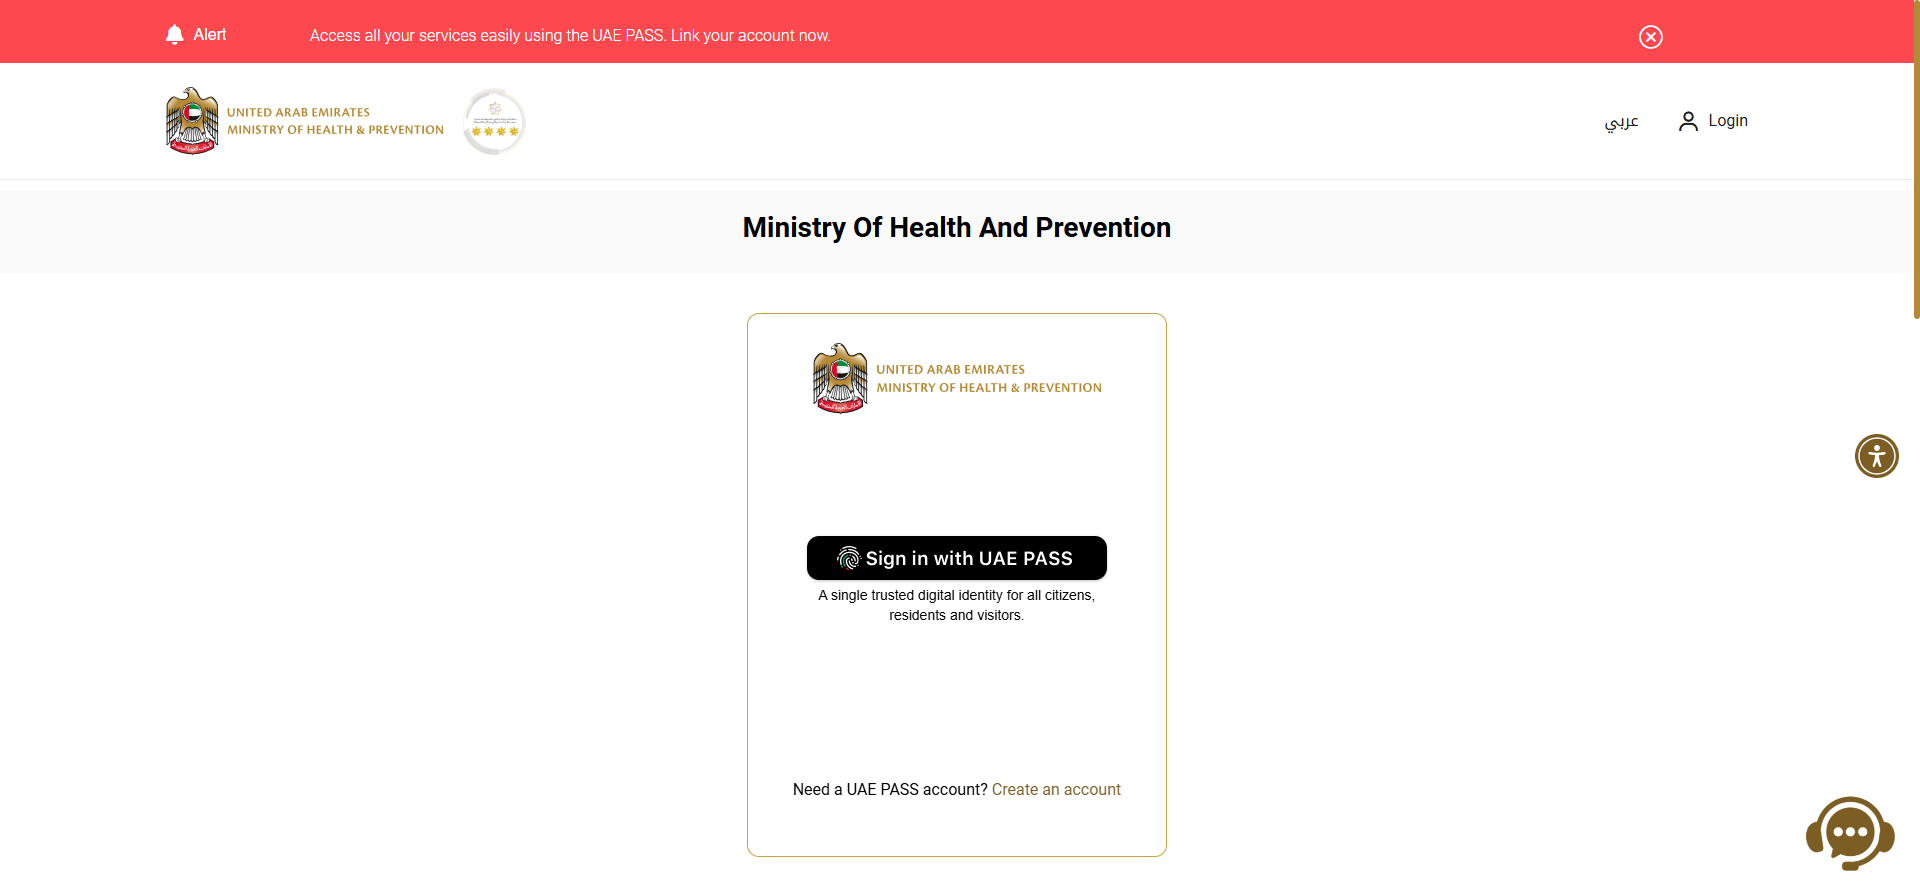 Alert
Access all your services easily using the UAE PASS. Link your account now.
UNITED ARAB EMIRATES
MINISTRY OF HEALTH & PREVENTION
عربي
Login
Ministry Of Health And Prevention
UNITED ARAB EMIRATES
MINISTRY OF HEALTH & PREVENTION
Sign in with UAE PASS
A single trusted digital identity for all citizens,
residents and visitors.
Need a UAE PASS account? Create an account